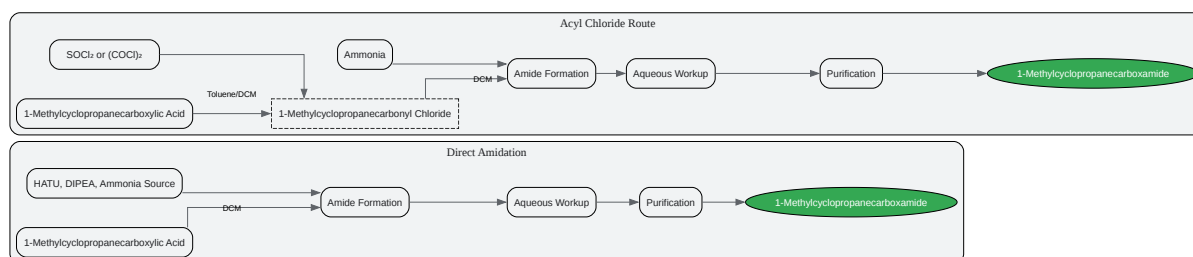 Acyl Chloride Route
SOCl₂ or (COCl)₂
Ammonia
DCM
Amide Formation
Aqueous Workup
Purification
1-Methylcyclopropanecarboxamide
Toluene/DCM
1-Methylcyclopropanecarboxylic Acid
1-Methylcyclopropanecarbonyl Chloride
Direct Amidation
HATU, DIPEA, Ammonia Source
DCM
Amide Formation
Aqueous Workup
Purification
1-Methylcyclopropanecarboxamide
1-Methylcyclopropanecarboxylic Acid